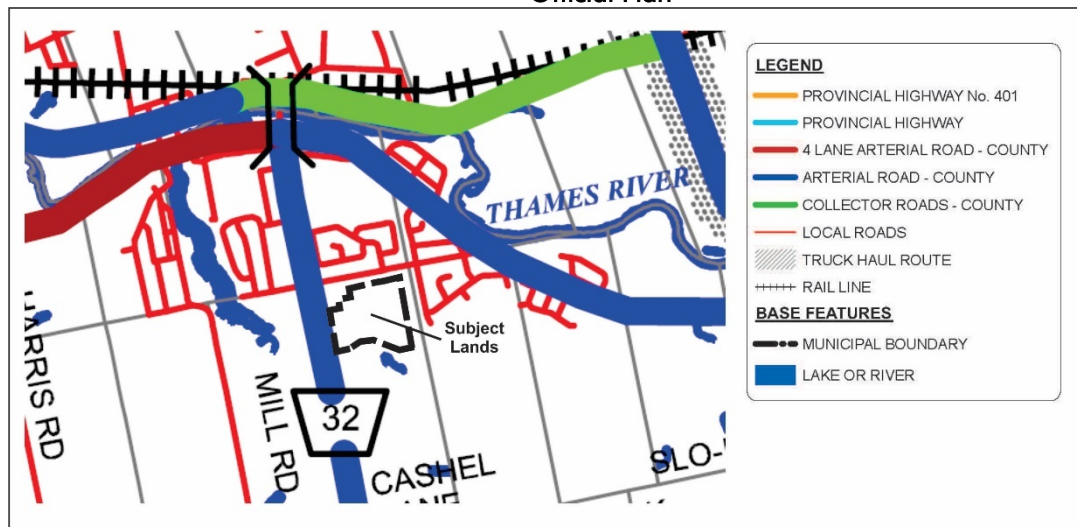 Official Plan
THAMES RIVER
Subject
Lands
HARRIS RD
MILL RD
32
CASHEL
SLO-
LEGEND
PROVINCIAL HIGHWAY No. 401
PROVINCIAL HIGHWAY
4 LANE ARTERIAL ROAD - COUNTY
ARTERIAL ROAD - COUNTY
COLLECTOR ROADS - COUNTY
LOCAL ROADS
TRUCK HAUL ROUTE
RAIL LINE
BASE FEATURES
MUNICIPAL BOUNDARY
LAKE OR RIVER